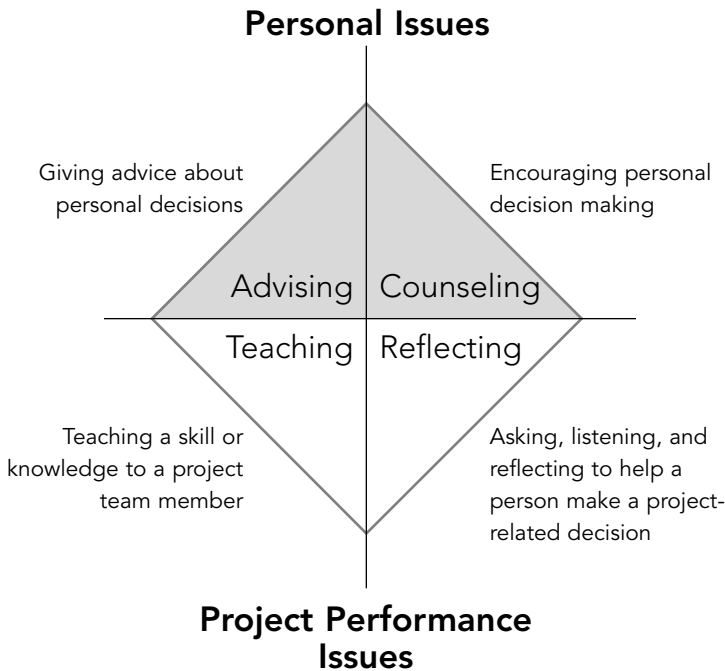 Personal Issues
Giving advice about
personal decisions
Encouraging personal
decision making
Advising
Counseling
Teaching
Reflecting
Teaching a skill or
knowledge to a project
team member
Asking, listening, and
reflecting to help a
person make a project-
related decision
Project Performance
Issues